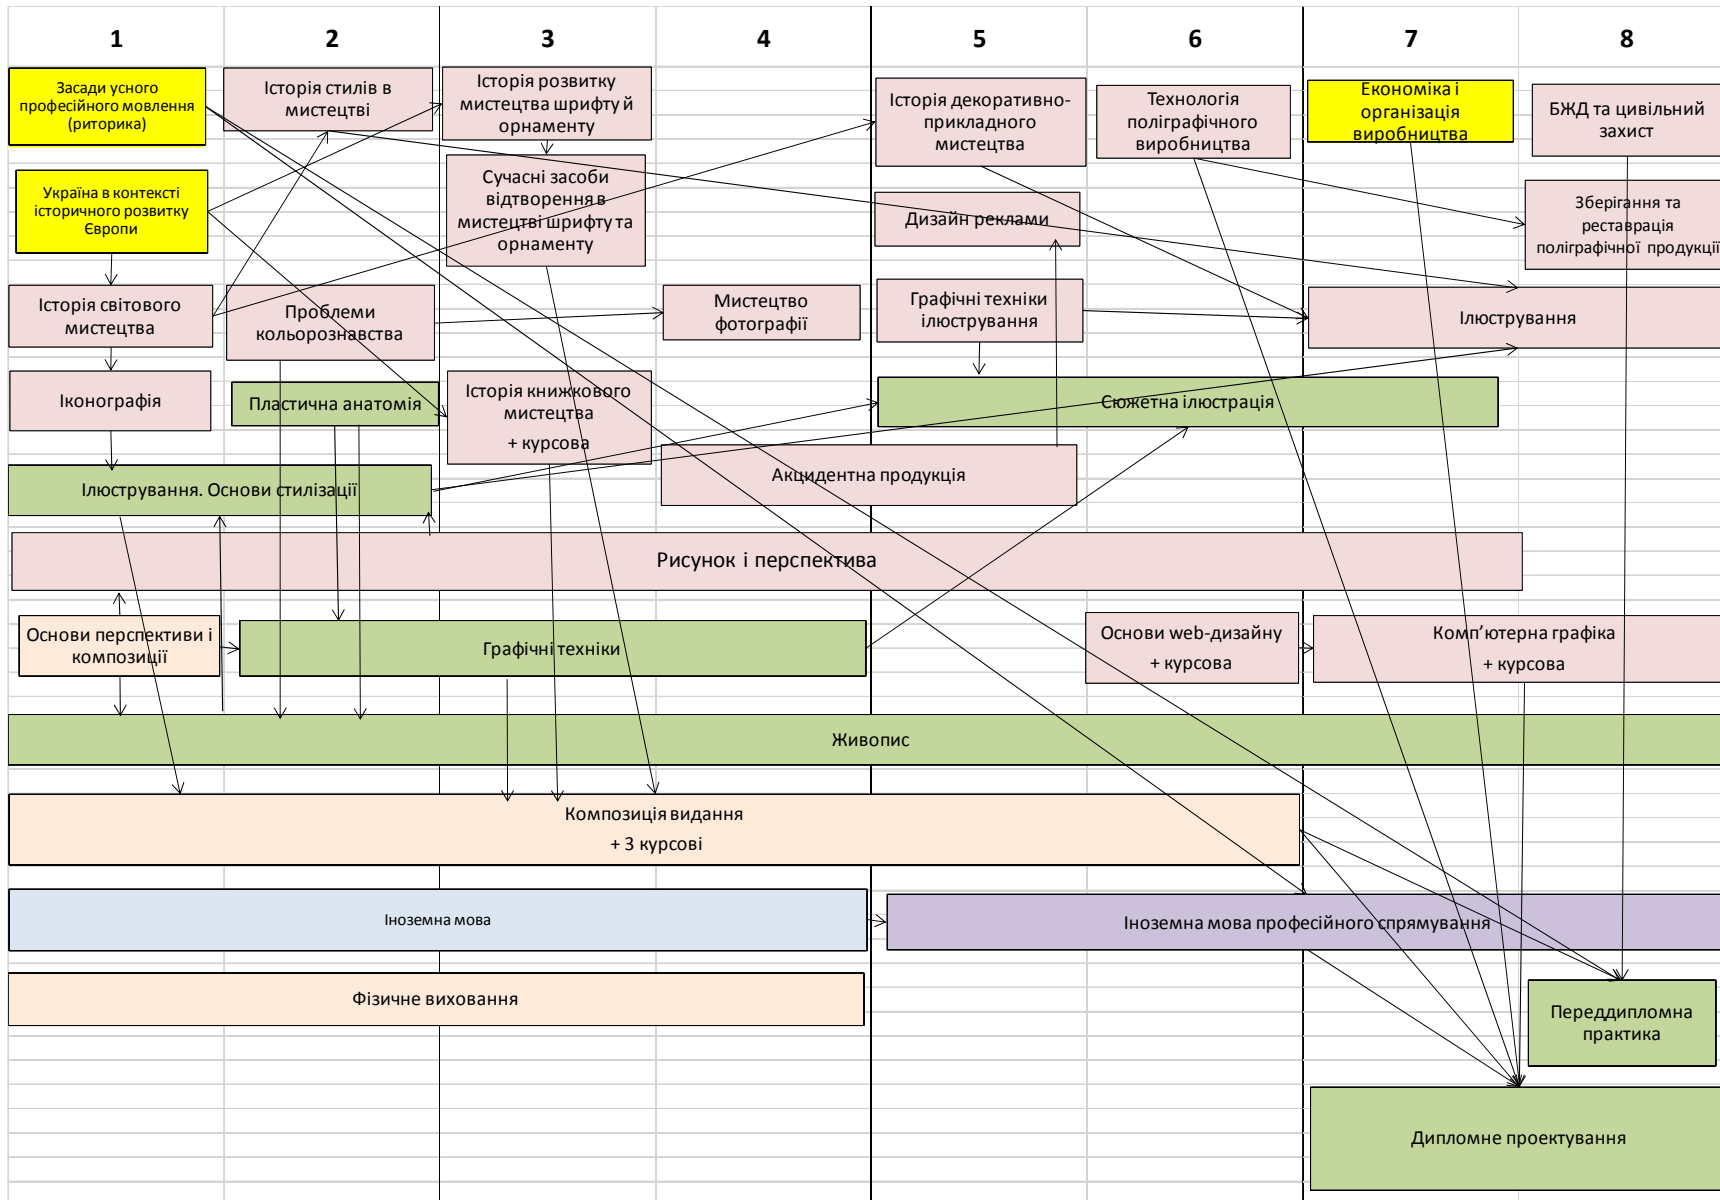 1 2 3 4 5 6 7 8
Засади усного
професійного мовлення
(риторика)
Історія стилів в
мистецтві
Історія розвитку
мистецтва шрифту й
орнаменту
Історія декоративно-
прикладного
мистецтва
Технологія
поліграфічного
виробництва
Економіка і
організація
виробництва
БЖД та цивільний
захист
Україна в контексті
історичного розвитку
Європи
Сучасні засоби
відтворення в
мистецтві шрифту та
орнаменту
Дизайн реклами
Зберігання та
реставрація
поліграфічної продукції
Історія світового
мистецтва
Проблеми
кольорознавства
Мистецтво
фотографії
Графічні техніки
ілюстрування
Ілюстрування
Іконографія
Пластична анатомія
Історія книжкового
мистецтва
+ курсова
Сюжетна ілюстрація
Ілюстрування. Основи стилізації
Акцидентна продукція
Рисунок і перспектива
Основи перспективи і
композиції
Графічні техніки
Основи web-дизайну
+ курсова
Комп’ютерна графіка
+ курсова
Живопис
Композиція видання
+ 3 курсові
Іноземна мова
Іноземна мова професійного спрямування
Фізичне виховання
Переддипломна
практика
Дипломне проектування